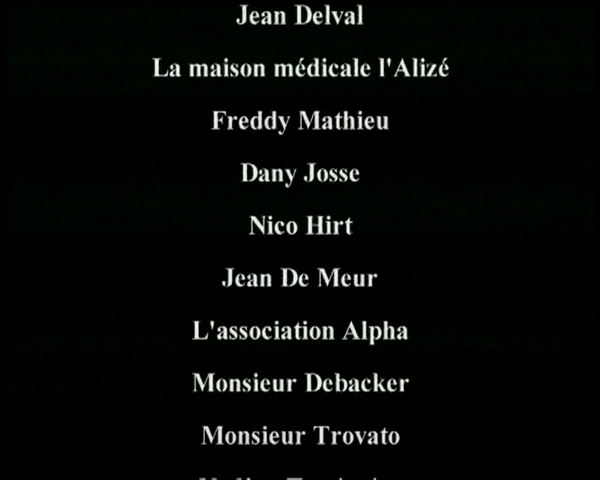 Jean Delval
La maison médicale l'Alizé
Freddy Mathieu
Dany Josse
Nico Hirt
Jean De Meur
L'association Alpha
Monsieur Debacker
Monsieur Trovato